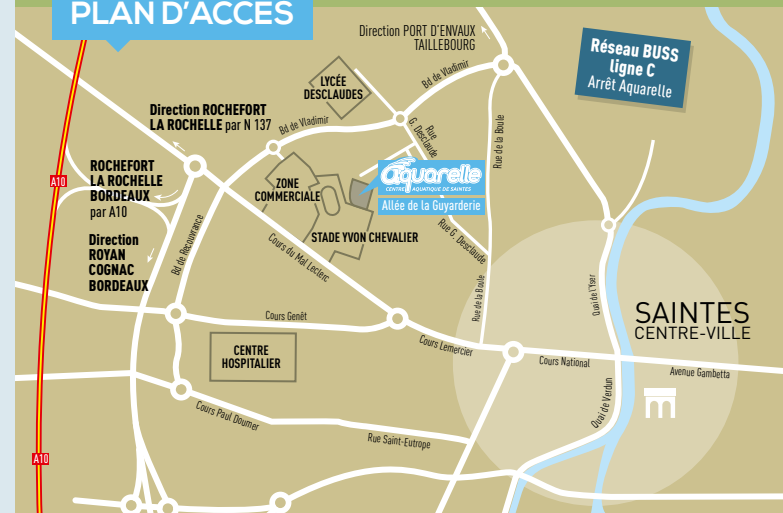 PLAN D'ACCÈS
Direction PORT D'ENVAUX
TAILLEBOURG
Réseau BUSS
ligne C
Arrêt Aquarelle
LYCÉE
DESCLAUDES
Bd de Vladimir
Direction ROCHEFORT
LA ROCHELLE par N 137
Bd de Vladimir
Rue
G. Desclaude
Rue de la Boule
A10
ROCHEFORT
LA ROCHELLE
BORDEAUX
par A10
ZONE
COMMERCIALE
aquarelle
CENTRE AQUATIQUE DE SAINTES
Allée de la Guyarderie
Direction
ROYAN
COGNAC
BORDEAUX
Bd de Recouvrance
STADE YVON CHEVALIER
Rue G. Desclaude
Cours du Mal Leclerc
Rue de la Boule
Quai de l'Yser
SAINTES
CENTRE-VILLE
Cours Genêt
CENTRE
HOSPITALIER
Cours Lemercier
Cours National
Avenue Gambetta
Cours Paul Doumer
Rue Saint-Eutrope
Quai de Verdun
A10